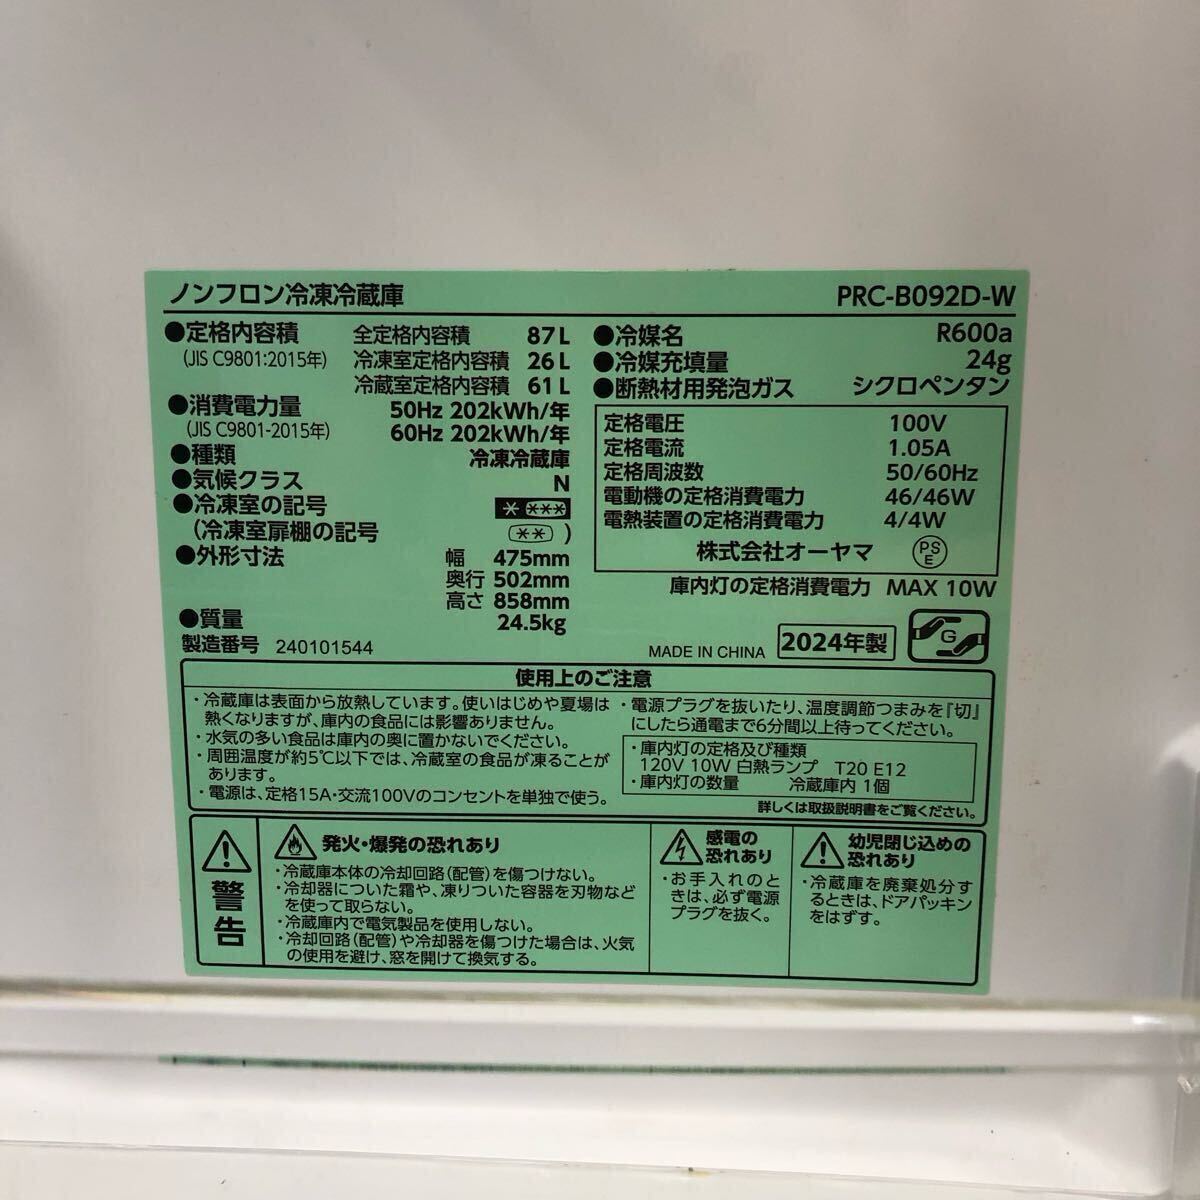 ノンフロン冷凍冷蔵庫 PRC-B092D-W
●定格内容積 全定格内容積 87L
(JIS C9801:2015年) 冷凍室定格内容積 26L
冷蔵室定格内容積 61L
●消費電力量 50Hz 202kWh/年
(JIS C9801-2015年) 60Hz 202kWh/年
●種類 冷凍冷蔵庫
●気候クラス N
●冷凍室の記号 * ***
(冷凍室扉棚の記号 ** )
●外形寸法 幅 475mm
奥行 502mm
高さ 858mm
●質量 24.5kg
製造番号 240101544
●冷媒名 R600a
●冷媒充填量 24g
●断熱材用発泡ガス シクロペンタン
定格電圧 100V
定格電流 1.05A
定格周波数 50/60Hz
電動機の定格消費電力 46/46W
電熱装置の定格消費電力 4/4W
株式会社オーヤマ PSE
庫内灯の定格消費電力 MAX 10W
MADE IN CHINA 2024年製 G
使用上のご注意
・冷蔵庫は表面から放熱しています。使いはじめや夏場は
熱くなりますが、庫内の食品には影響ありません。
・水気の多い食品は庫内の奥に置かないでください。
・周囲温度が約5℃以下では、冷蔵室の食品が凍ることが
あります。
・電源は、定格15A・交流100Vのコンセントを単独で使う。
・電源プラグを抜いたり、温度調節つまみを『切』
にしたら通電まで6分間以上待ってください。
・庫内灯の定格及び種類
120V 10W 白熱ランプ T20 E12
・庫内灯の数量 冷蔵庫内 1個
詳しくは取扱説明書をご覧ください。
警告
発火・爆発の恐れあり
・冷蔵庫本体の冷却回路(配管)を傷つけない。
・冷却器についた霜や、凍りついた容器を刃物など
を使って取らない。
・冷蔵庫内で電気製品を使用しない。
・冷却回路(配管)や冷却器を傷つけた場合は、火気
の使用を避け、窓を開けて換気する。
感電の
恐れあり
・お手入れのと
きは、必ず電源
プラグを抜く。
幼児閉じ込めの
恐れあり
・冷蔵庫を廃棄処分す
るときは、ドアパッキン
をはずす。